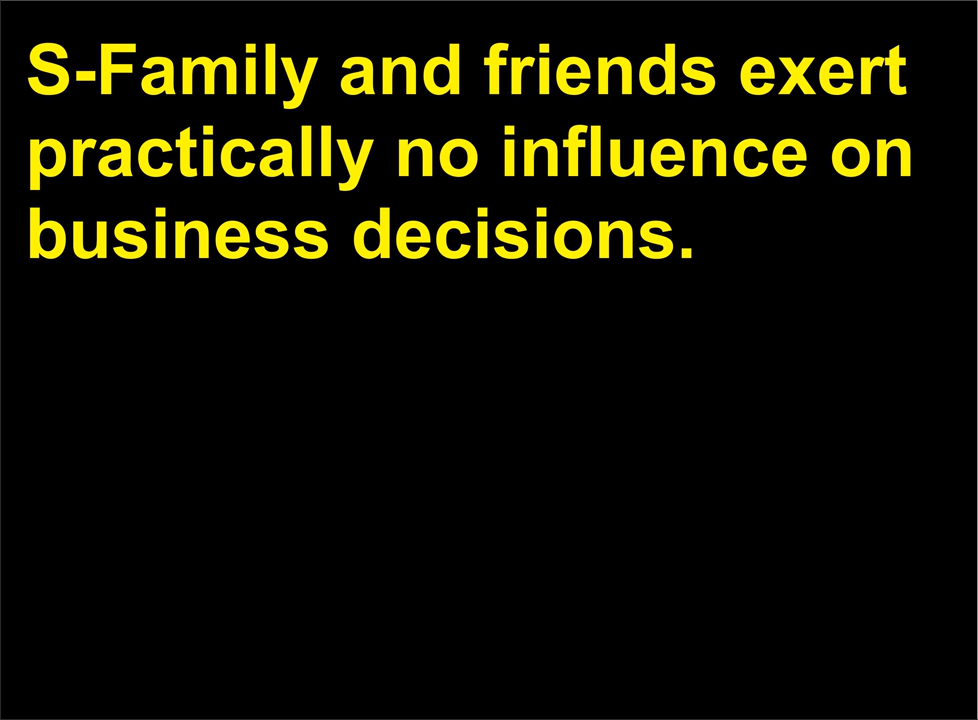 S-Family and friends exert
practically no influence on
business decisions.